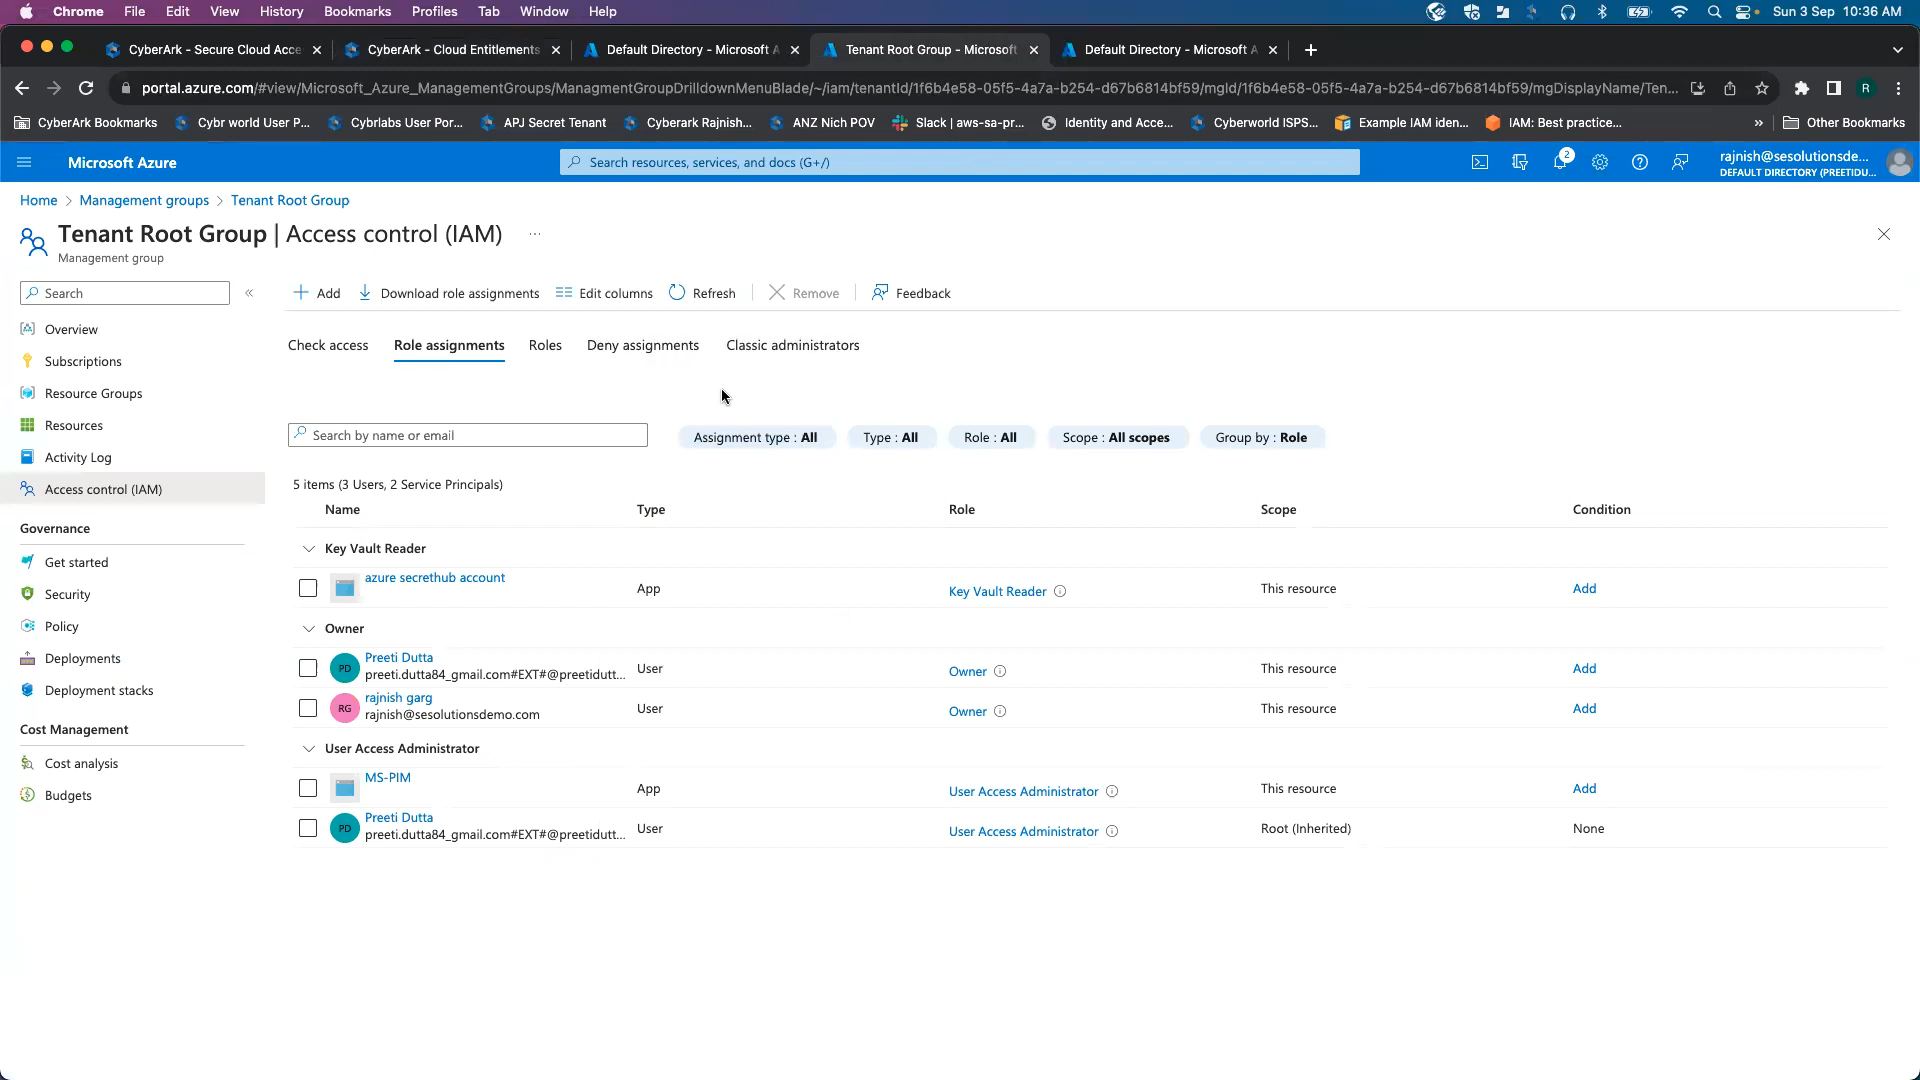 Chrome File Edit View History Bookmarks Profiles Tab Window Help Sun 3 Sep 10:36 AM
CyberArk - Secure Cloud Acce CyberArk - Cloud Entitlements Default Directory - Microsoft A Tenant Root Group - Microsoft Default Directory - Microsoft A
portal.azure.com/#view/Microsoft_Azure_ManagementGroups/ManagmentGroupDrilldownMenuBlade/~/iam/tenantId/1f6b4e58-05f5-4a7a-b254-d67b6814bf59/mgId/1f6b4e58-05f5-4a7a-b254-d67b6814bf59/mgDisplayName/Ten... R
CyberArk Bookmarks Cybr world User P... Cybrlabs User Por... APJ Secret Tenant Cyberark Rajnish... ANZ Nich POV Slack | aws-sa-pr... Identity and Acce... Cyberworld ISPS... Example IAM iden... IAM: Best practice... » Other Bookmarks
Microsoft Azure Search resources, services, and docs (G+/) 2 rajnish@sesolutionsde...
DEFAULT DIRECTORY (PREETIDU...
Home > Management groups > Tenant Root Group
Tenant Root Group | Access control (IAM) ...
Management group
Search «
Add Download role assignments Edit columns Refresh Remove Feedback
Overview
Subscriptions
Resource Groups
Resources
Activity Log
Access control (IAM)
Governance
Get started
Security
Policy
Deployments
Deployment stacks
Cost Management
Cost analysis
Budgets
Check access Role assignments Roles Deny assignments Classic administrators
Search by name or email Assignment type : All Type : All Role : All Scope : All scopes Group by : Role
5 items (3 Users, 2 Service Principals)
Name Type Role Scope Condition
Key Vault Reader
azure secrethub account App Key Vault Reader This resource Add
Owner
PD Preeti Dutta User Owner This resource Add
preeti.dutta84_gmail.com#EXT#@preetidutt...
RG rajnish garg User Owner This resource Add
rajnish@sesolutionsdemo.com
User Access Administrator
MS-PIM App User Access Administrator This resource Add
PD Preeti Dutta User User Access Administrator Root (Inherited) None
preeti.dutta84_gmail.com#EXT#@preetidutt...